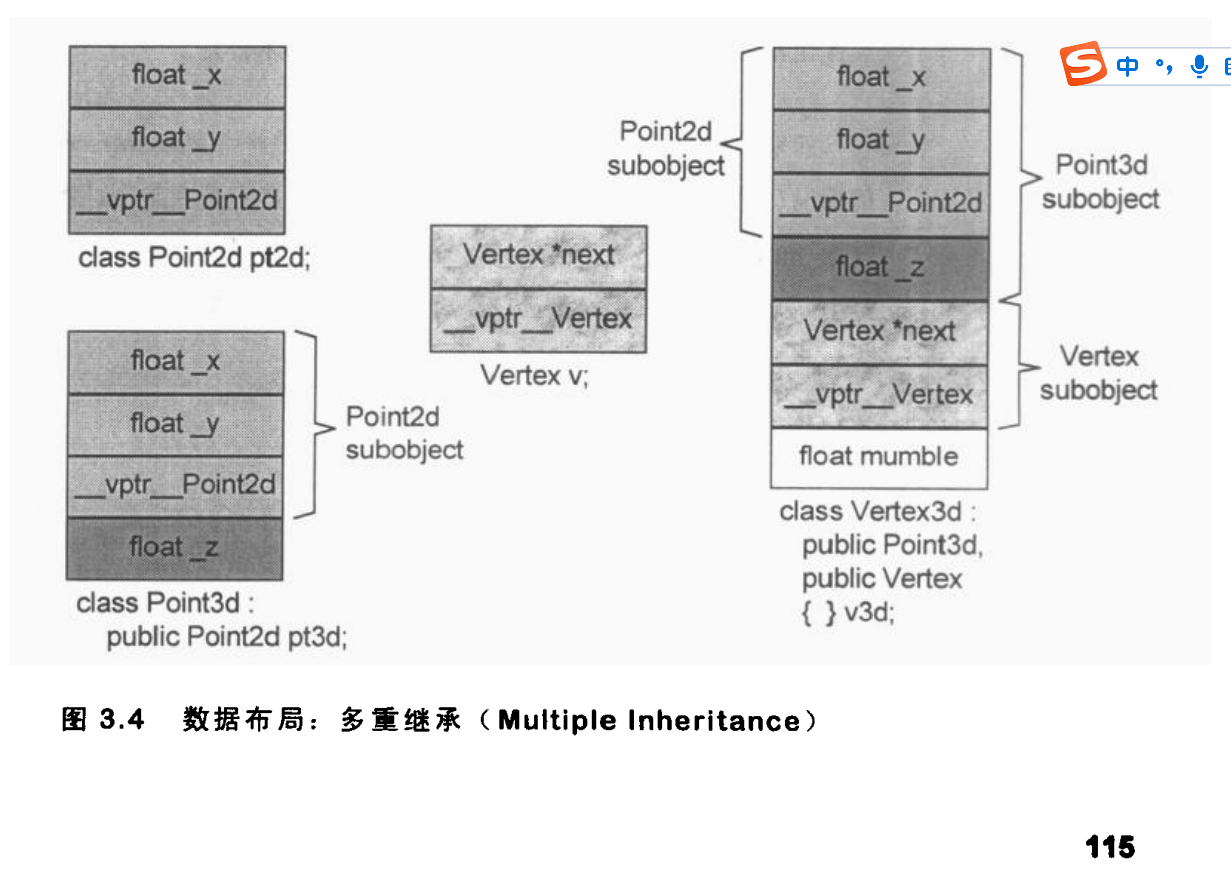 float _x
float _y
__vptr__Point2d
class Point2d pt2d;
float _x
float _y
__vptr__Point2d
float _z
Point2d
subobject
class Point3d :
public Point2d pt3d;
Vertex *next
__vptr__Vertex
Vertex v;
Point2d
subobject
float _x
float _y
__vptr__Point2d
float _z
Vertex *next
__vptr__Vertex
float mumble
Point3d
subobject
Vertex
subobject
class Vertex3d :
public Point3d,
public Vertex
{ } v3d;
S 中 °,
图 3.4 数据布局：多重继承（Multiple Inheritance）
115